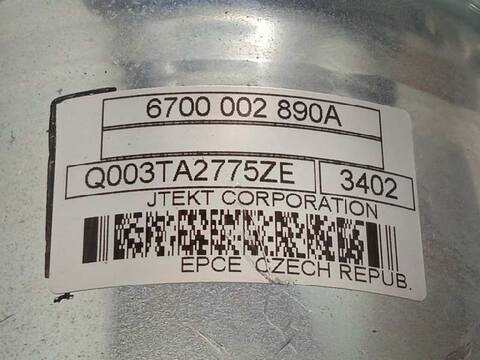 6700 002 890A
Q003TA2775ZE 3402
JTEKT CORPORATION
EPCE CZECH REPUB.